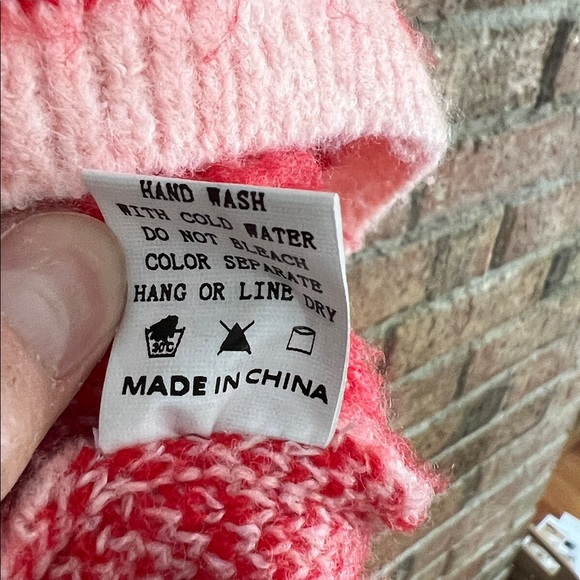 HAND WASH
WITH COLD WATER
DO NOT BLEACH
COLOR SEPARATE
HANG OR LINE DRY
30℃
MADE IN CHINA